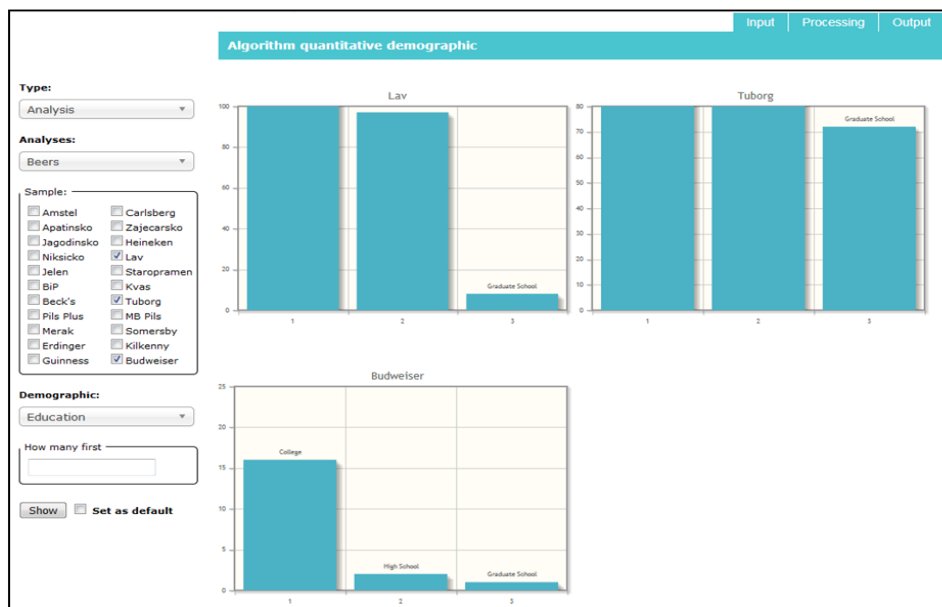 Input Processing Output
Algorithm quantitative demographic
Type:
Analysis
Analyses:
Beers
Sample:
Amstel Carlsberg
Apatinsko Zajecarsko
Jagodinsko Heineken
Niksicko Lav
Jelen Staropramen
BiP Kvas
Beck's Tuborg
Pils Plus MB Pils
Merak Somersby
Erdinger Kilkenny
Guinness Budweiser
Demographic:
Education
How many first
Show Set as default
Lav
100
80
60
40
20
0
Graduate School
1 2 3
Tuborg
80
70
60
50
40
30
20
10
0
Graduate School
1 2 3
Budweiser
25
20
15
10
5
0
College
High School
Graduate School
1 2 3